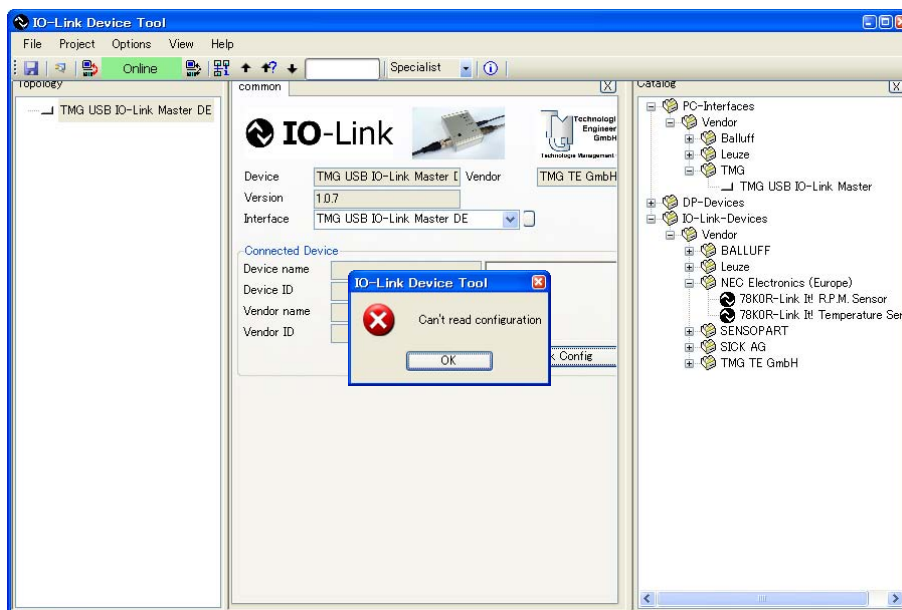 IO-Link Device Tool
File Project Options View Help
Online Specialist
Topology
TMG USB IO-Link Master DE
common
IO-Link
Technologi
Engineer
GmbH
Technologie Management
Device TMG USB IO-Link Master D Vendor TMG TE GmbH
Version 1.0.7
Interface TMG USB IO-Link Master DE
Connected Device
Device name
Device ID
Vendor name
Vendor ID
Config
IO-Link Device Tool
Can't read configuration
OK
Catalog
PC-Interfaces
Vendor
Balluff
Leuze
TMG
TMG USB IO-Link Master
DP-Devices
IO-Link-Devices
Vendor
BALLUFF
Leuze
NEC Electronics (Europe)
78K0R-Link It! R.P.M. Sensor
78K0R-Link It! Temperature Ser
SENSOPART
SICK AG
TMG TE GmbH